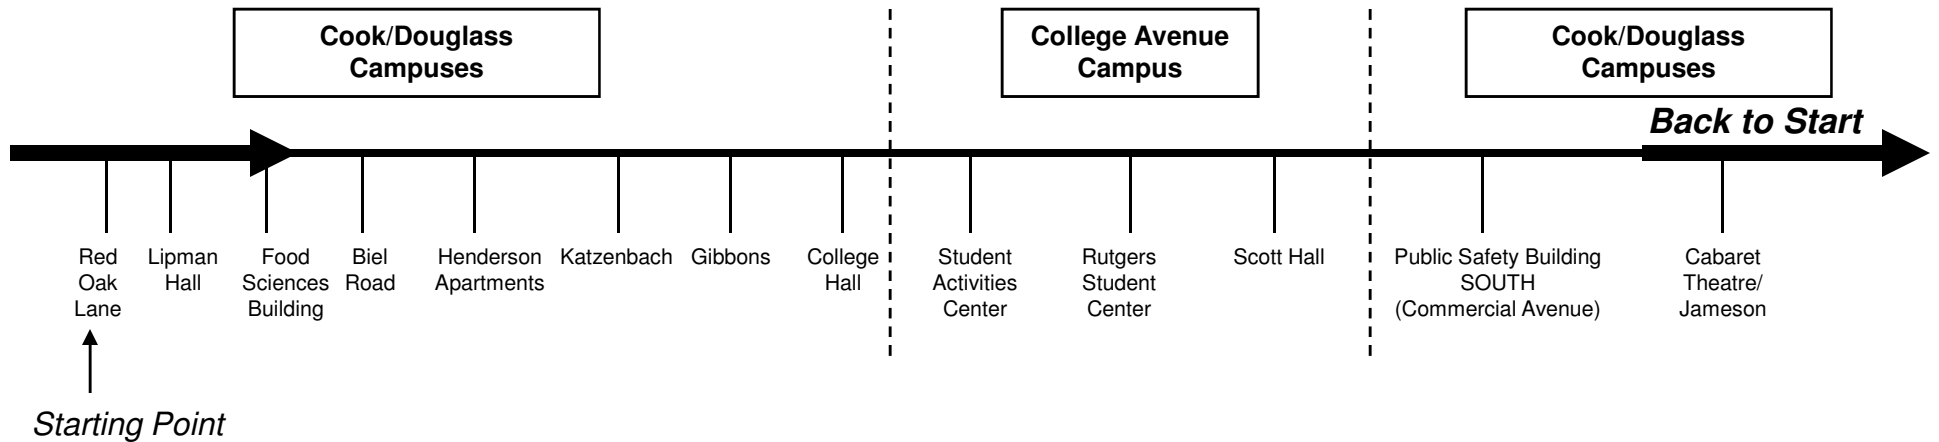 Cook/Douglass
Campuses
College Avenue
Campus
Cook/Douglass
Campuses
Back to Start
Red
Oak
Lane
Lipman
Hall
Food
Sciences
Building
Biel
Road
Henderson
Apartments
Katzenbach
Gibbons
College
Hall
Student
Activities
Center
Rutgers
Student
Center
Scott Hall
Public Safety Building
SOUTH
(Commercial Avenue)
Cabaret
Theatre/
Jameson
Starting Point